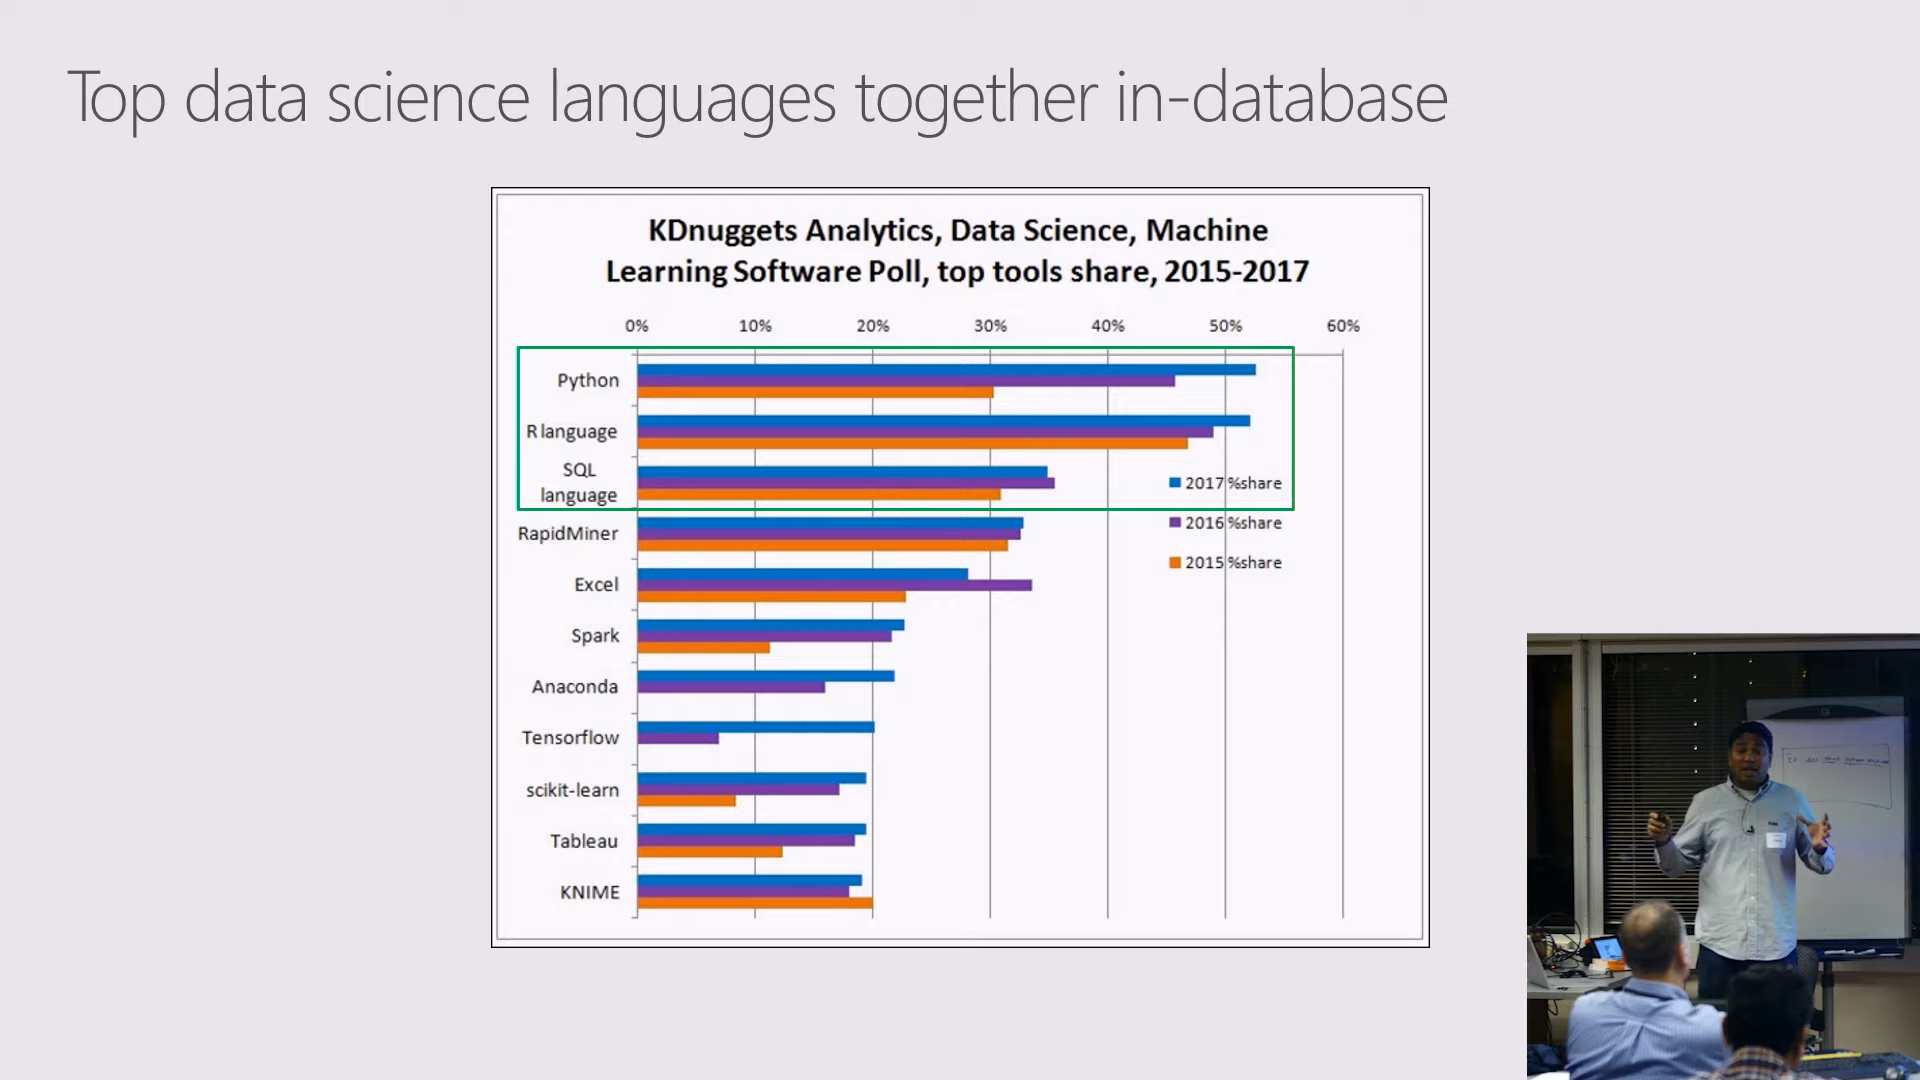 Top data science languages together in-database
KDnuggets Analytics, Data Science, Machine
Learning Software Poll, top tools share, 2015-2017
0% 10% 20% 30% 40% 50% 60%
Python
R language
SQL
language
2017 %share
2016 %share
RapidMiner
2015 %share
Excel
Spark
Anaconda
Tensorflow
scikit-learn
Tableau
KNIME